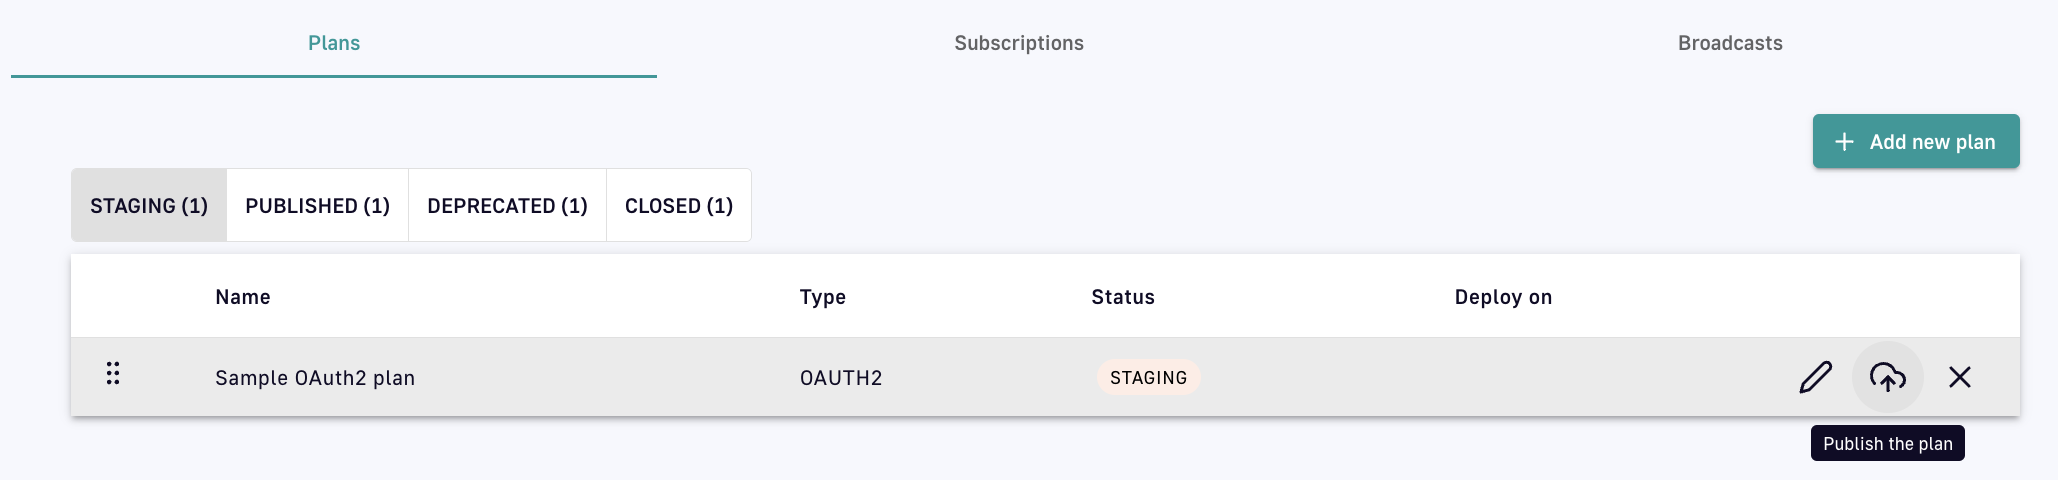 Plans Subscriptions Broadcasts
Add new plan
STAGING (1) PUBLISHED (1) DEPRECATED (1) CLOSED (1)
Name Type Status Deploy on
Sample OAuth2 plan OAUTH2 STAGING
Publish the plan